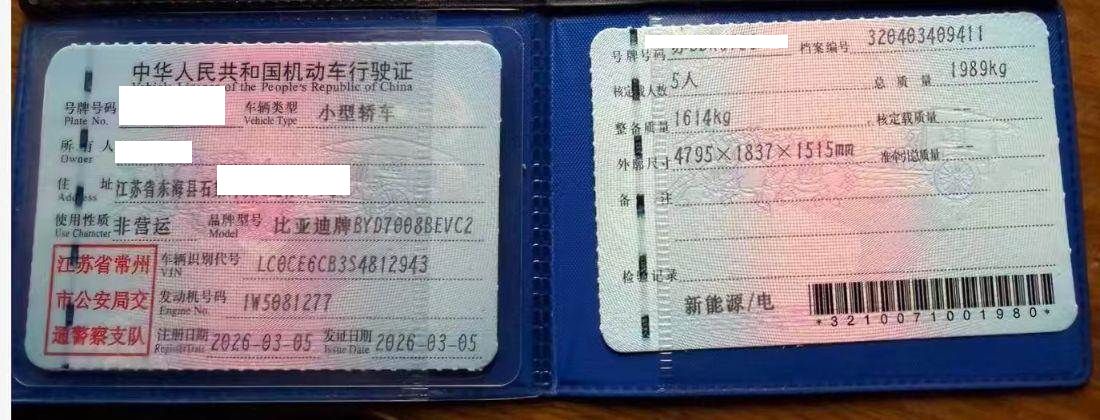 中华人民共和国机动车行驶证
of the People's Republic of China
号牌号码
Plate No.
车辆类型
Vehicle Type
小型轿车
所有人
Owner
住址
Address
江苏省东海县石
使用性质
Use Character
非营运
品牌型号
Model
比亚迪牌BYD7008BEVC2
江苏省常州
市公安局交
通警察支队
车辆识别代号
VIN
LC0CE6CB3S4812943
发动机号码
Engine No.
1W5081277
注册日期
Register Date
2026-03-05
发证日期
Issue Date
2026-03-05
号牌号码
档案编号
320403409411
核定载人数
5人
总质量
1989kg
整备质量
1614kg
核定载质量
--
外廓尺寸
4795×1837×1515mm
准牵引总质量
--
备注
检验记录
新能源/电
*3210071001980*